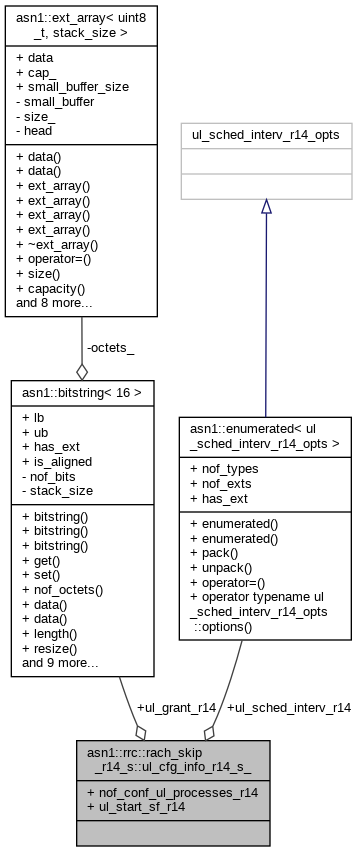 asn1::ext_array< uint8
_t, stack_size >
+ data
+ cap_
+ small_buffer_size
- small_buffer
- size_
- head
+ data()
+ data()
+ ext_array()
+ ext_array()
+ ext_array()
+ ext_array()
+ ~ext_array()
+ operator=()
+ size()
+ capacity()
and 8 more...
ul_sched_interv_r14_opts
-octets_
asn1::bitstring< 16 >
+ lb
+ ub
+ has_ext
+ is_aligned
- nof_bits
- stack_size
+ bitstring()
+ bitstring()
+ bitstring()
+ get()
+ set()
+ nof_octets()
+ data()
+ data()
+ length()
+ resize()
and 9 more...
asn1::enumerated< ul
_sched_interv_r14_opts >
+ nof_types
+ nof_exts
+ has_ext
+ enumerated()
+ enumerated()
+ pack()
+ unpack()
+ operator=()
+ operator typename ul
_sched_interv_r14_opts
::options()
+ul_grant_r14
+ul_sched_interv_r14
asn1::rrc::rach_skip
_r14_s::ul_cfg_info_r14_s_
+ nof_conf_ul_processes_r14
+ ul_start_sf_r14